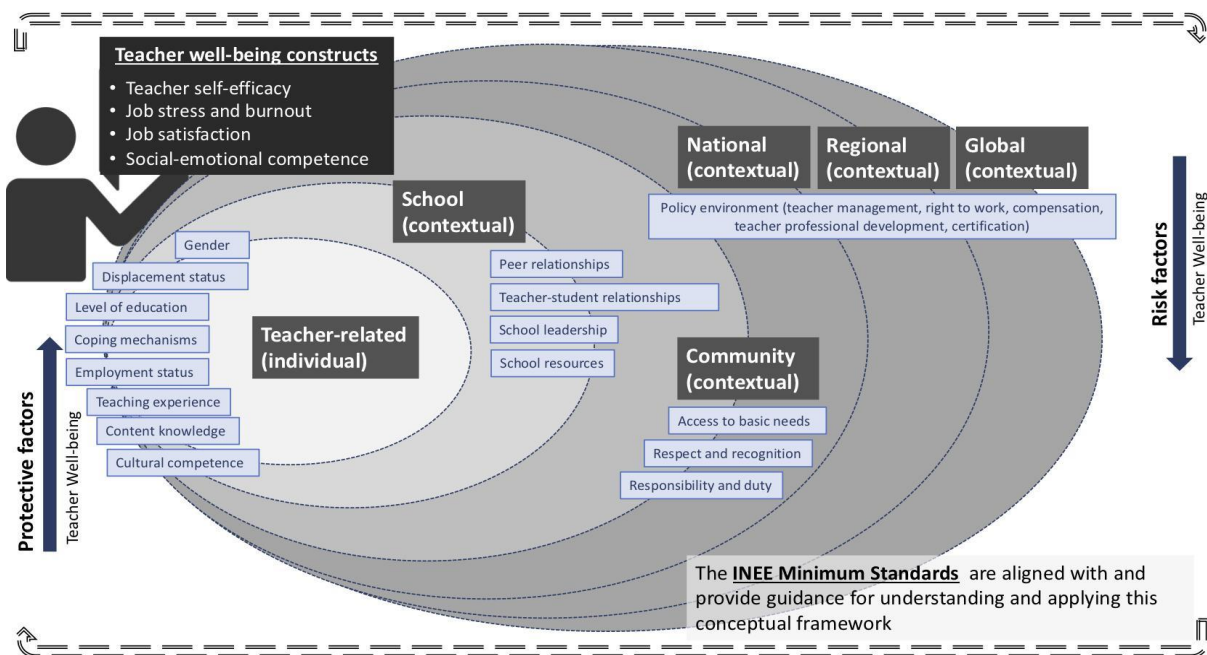 Teacher well-being constructs
• Teacher self-efficacy
• Job stress and burnout
• Job satisfaction
• Social-emotional competence
National
(contextual)
Regional
(contextual)
Global
(contextual)
Policy environment (teacher management, right to work, compensation,
teacher professional development, certification)
School
(contextual)
Peer relationships
Teacher-student relationships
School leadership
School resources
Gender
Displacement status
Level of education
Coping mechanisms
Employment status
Teaching experience
Content knowledge
Cultural competence
Teacher-related
(individual)
Community
(contextual)
Access to basic needs
Respect and recognition
Responsibility and duty
Protective factors
Teacher Well-being
Risk factors
Teacher Well-being
The INEE Minimum Standards are aligned with and
provide guidance for understanding and applying this
conceptual framework